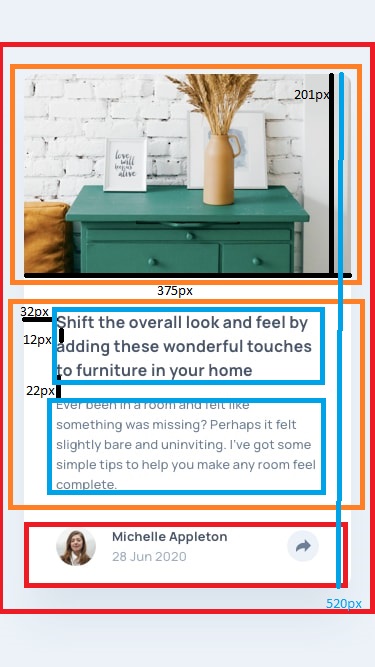 201px
love
will
keep us
alive
375px
32px
Shift the overall look and feel by
12px
adding these wonderful touches
to furniture in your home
22px
Ever been in a room and felt like
something was missing? Perhaps it felt
slightly bare and uninviting. I've got some
simple tips to help you make any room feel
complete.
Michelle Appleton
28 Jun 2020
520px